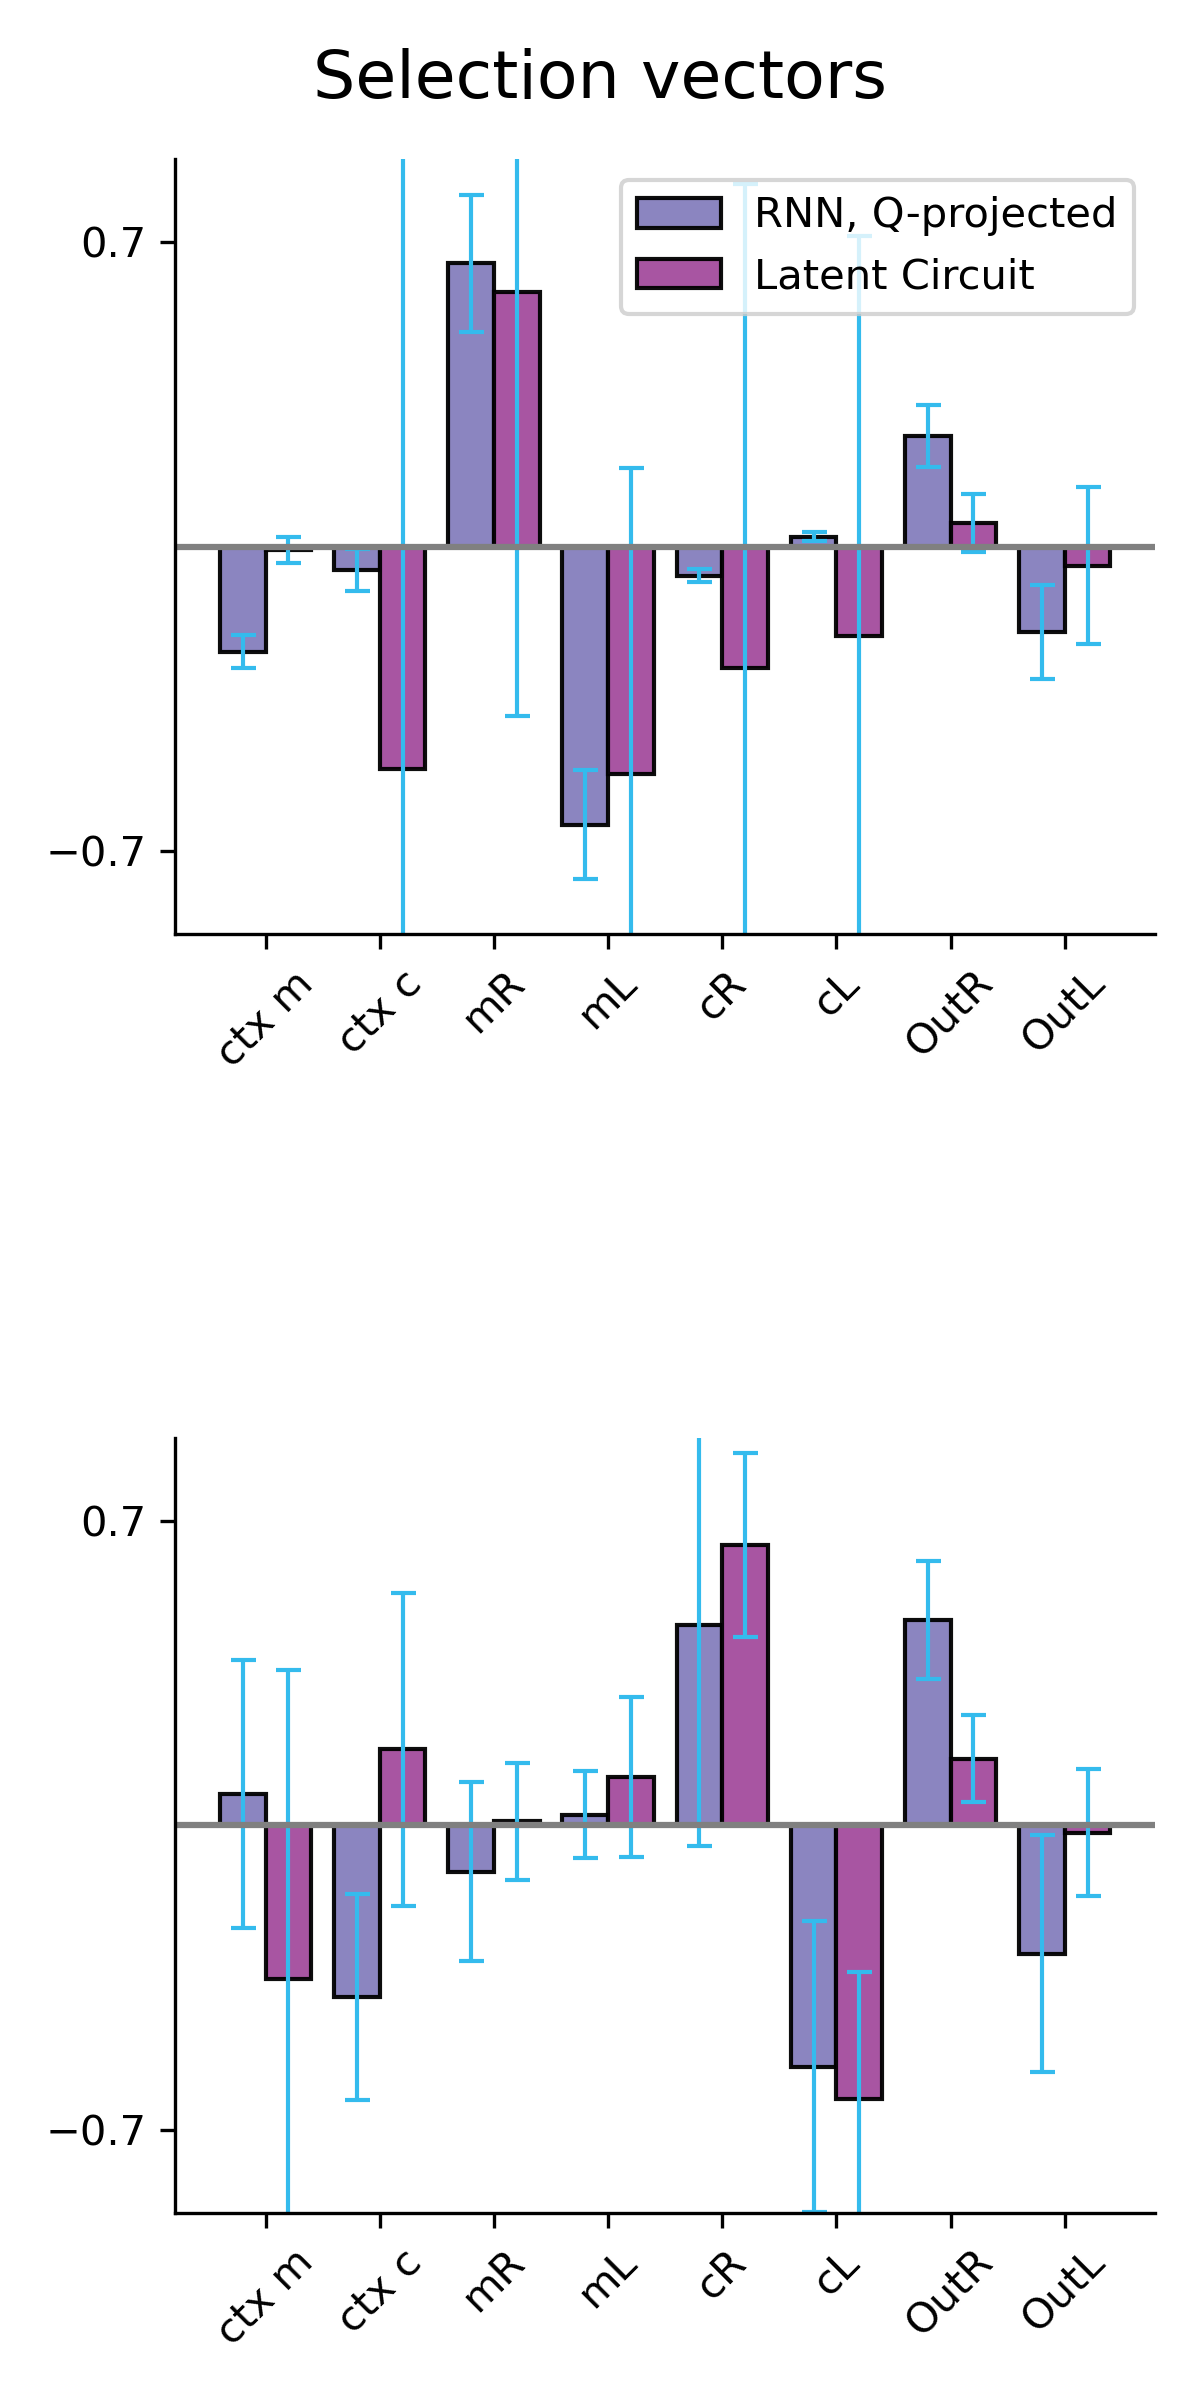 Selection vectors
RNN, Q-projected
Latent Circuit
0.7
−0.7
ctx m
ctx c
mR
mL
cR
cL
OutR
OutL
0.7
−0.7
ctx m
ctx c
mR
mL
cR
cL
OutR
OutL